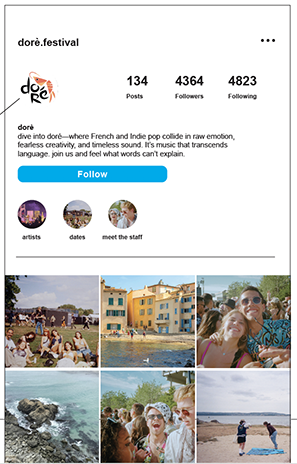 dorè.festival
doré
134 4364 4823
Posts Followers Following
dorè
dive into dorè—where French and Indie pop collide in raw emotion,
fearless creativity, and timeless sound. It's music that transcends
language. join us and feel what words can't explain.
Follow
artists dates meet the staff